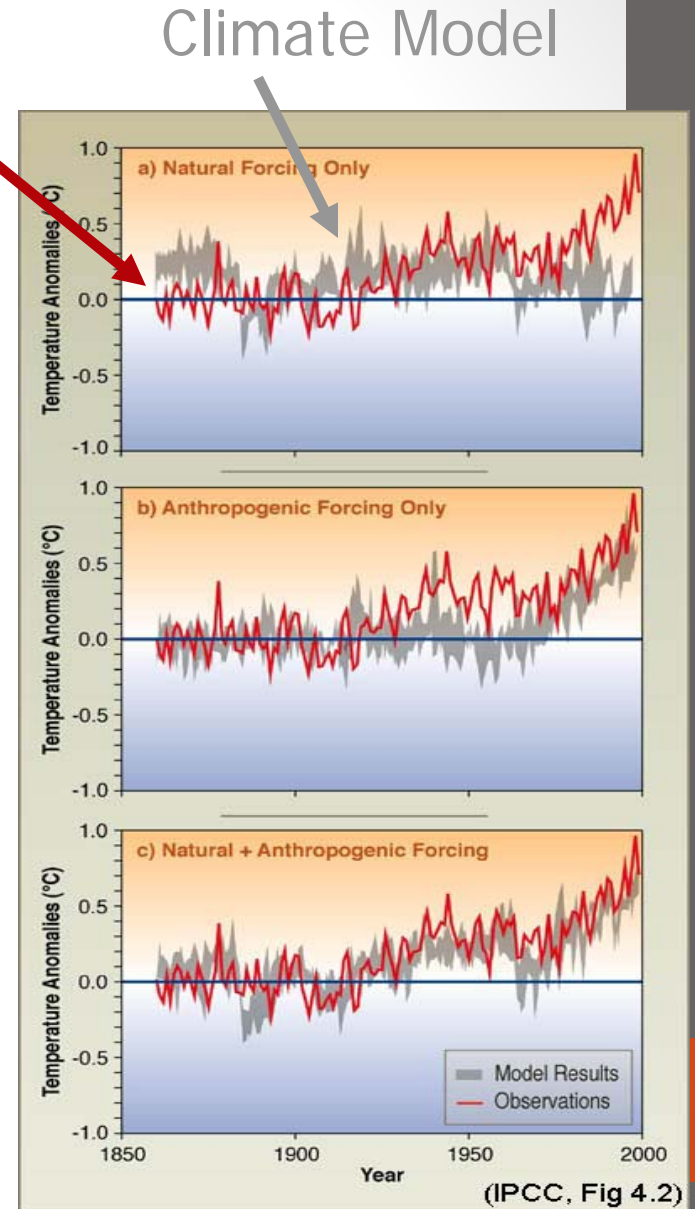 Climate Model
1.0
a) Natural Forcing Only
0.5
0.0
-0.5
-1.0
Temperature Anomalies (°C)
1.0
b) Anthropogenic Forcing Only
0.5
0.0
-0.5
-1.0
Temperature Anomalies (°C)
1.0
c) Natural + Anthropogenic Forcing
0.5
0.0
-0.5
-1.0
Temperature Anomalies (°C)
Model Results
Observations
1850 1900 1950 2000
Year
(IPCC, Fig 4.2)